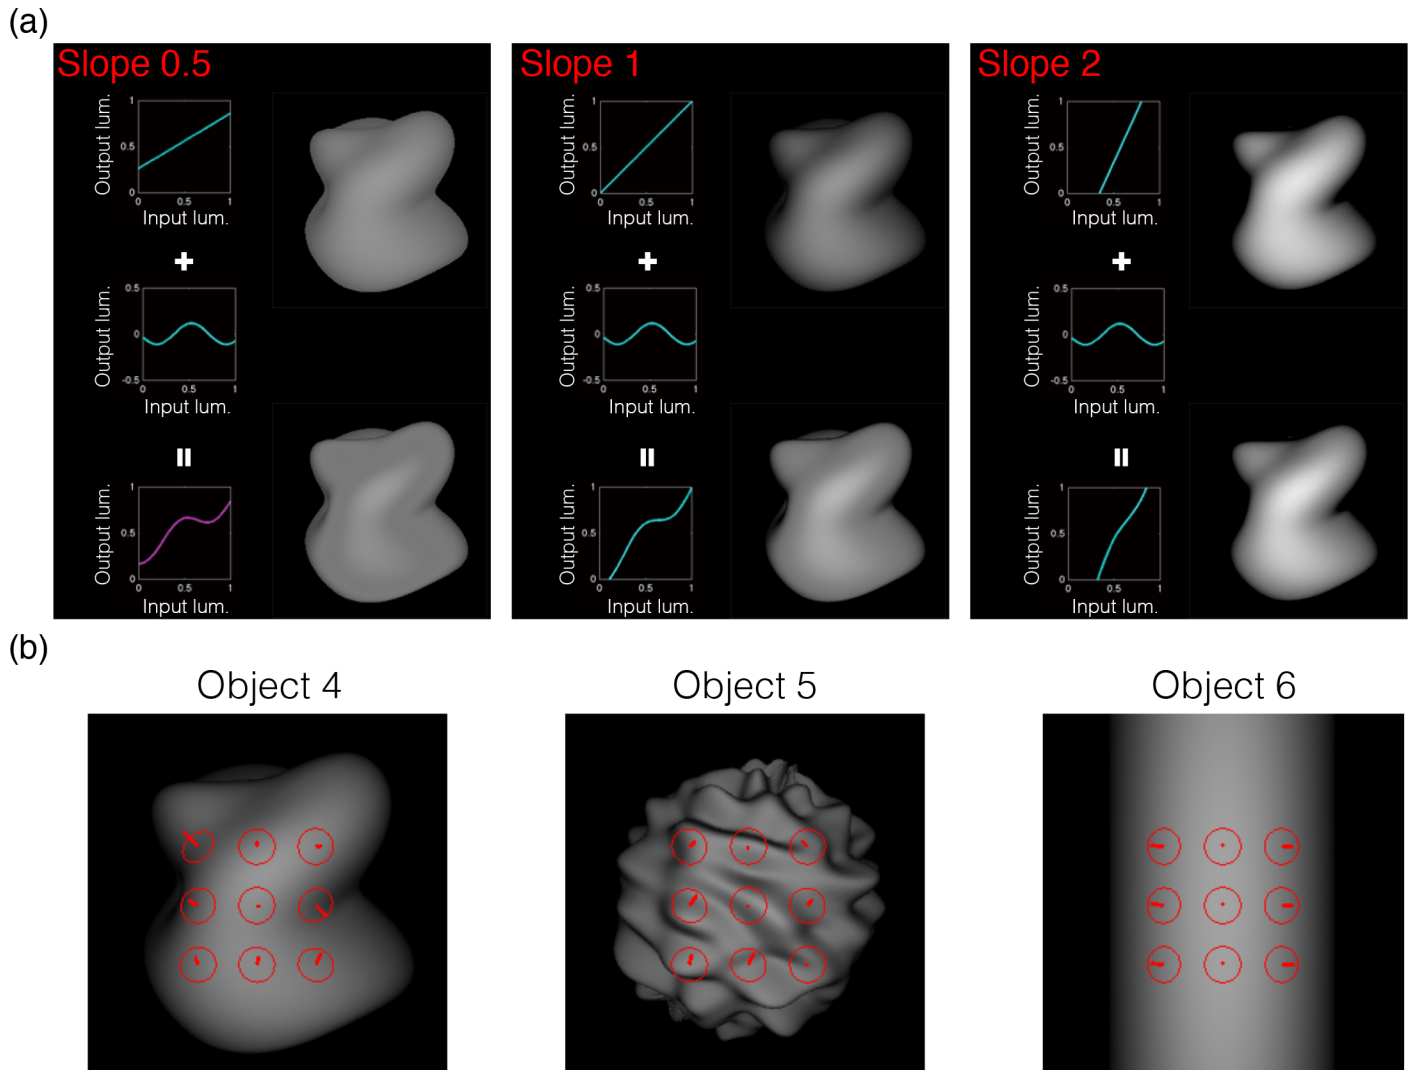 (a)
Slope 0.5
Output lum.
1
0.5
0
0
0.5
1
Input lum.
+
Output lum.
0.5
0
-0.5
0
0.5
1
Input lum.
=
Output lum.
1
0.5
0
0
0.5
1
Input lum.
Slope 1
Output lum.
1
0.5
0
0
0.5
1
Input lum.
+
Output lum.
0.5
0
-0.5
0
0.5
1
Input lum.
=
Output lum.
1
0.5
0
0
0.5
1
Input lum.
Slope 2
Output lum.
1
0.5
0
0
0.5
1
Input lum.
+
Output lum.
0.5
0
-0.5
0
0.5
1
Input lum.
=
Output lum.
1
0.5
0
0
0.5
1
Input lum.
(b)
Object 4
Object 5
Object 6